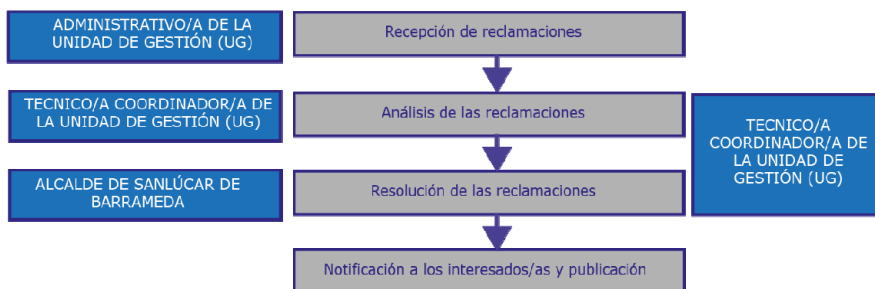 ADMINISTRATIVO/A DE LA
UNIDAD DE GESTIÓN (UG)
Recepción de reclamaciones
TECNICO/A COORDINADOR/A DE
LA UNIDAD DE GESTIÓN (UG)
Análisis de las reclamaciones
TECNICO/A
COORDINADOR/A DE
LA UNIDAD DE
GESTIÓN (UG)
ALCALDE DE SANLÚCAR DE
BARRAMEDA
Resolución de las reclamaciones
Notificación a los interesados/as y publicación